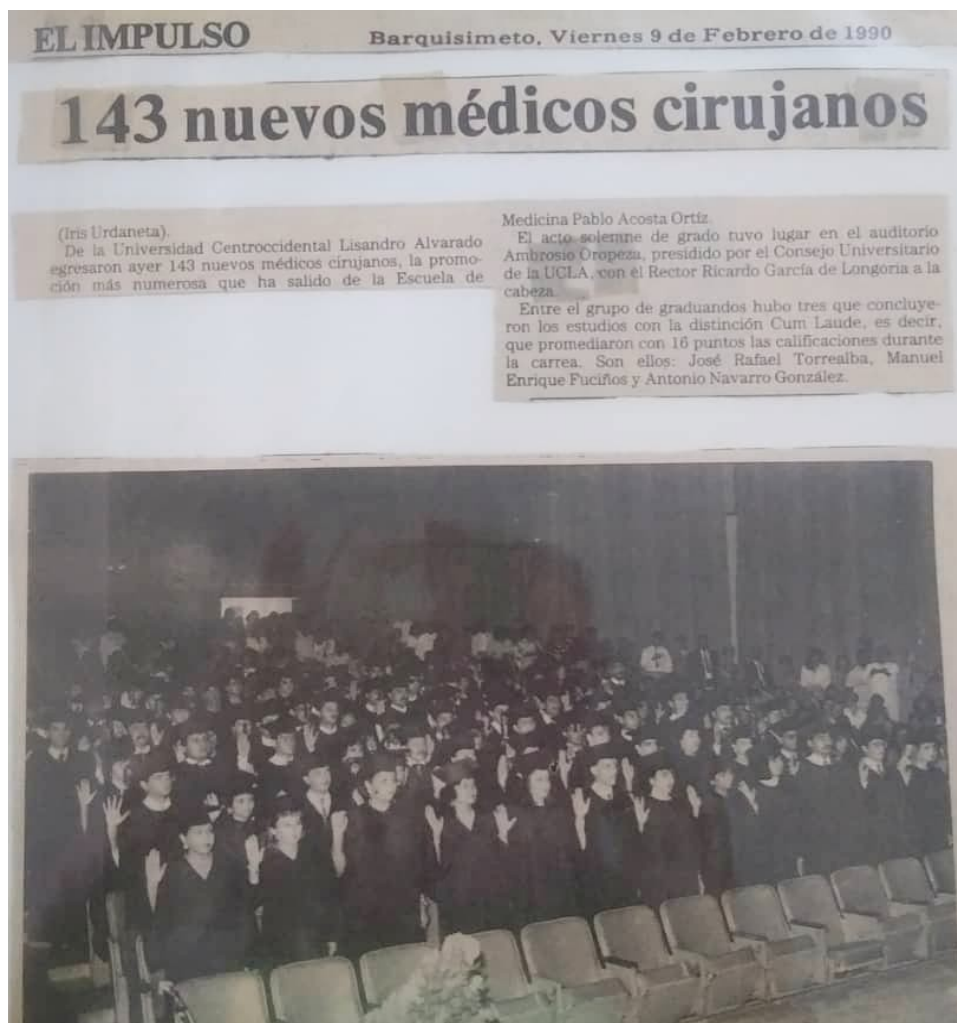 EL IMPULSO
Barquisimeto, Viernes 9 de Febrero de 1990
143 nuevos médicos cirujanos
(Iris Urdaneta).
De la Universidad Centroccidental Lisandro Alvarado
egresaron ayer 143 nuevos médicos cirujanos, la promo-
ción más numerosa que ha salido de la Escuela de
Medicina Pablo Acosta Ortíz.
El acto solemne de grado tuvo lugar en el auditorio
Ambrosio Oropeza, presidido por el Consejo Universitario
de la UCLA, con el Rector Ricardo García de Longoria a la
cabeza.
Entre el grupo de graduandos hubo tres que concluye-
ron los estudios con la distinción Cum Laude, es decir,
que promediaron con 16 puntos las calificaciones durante
la carrea. Son ellos: José Rafael Torrealba, Manuel
Enrique Fuciños y Antonio Navarro González.